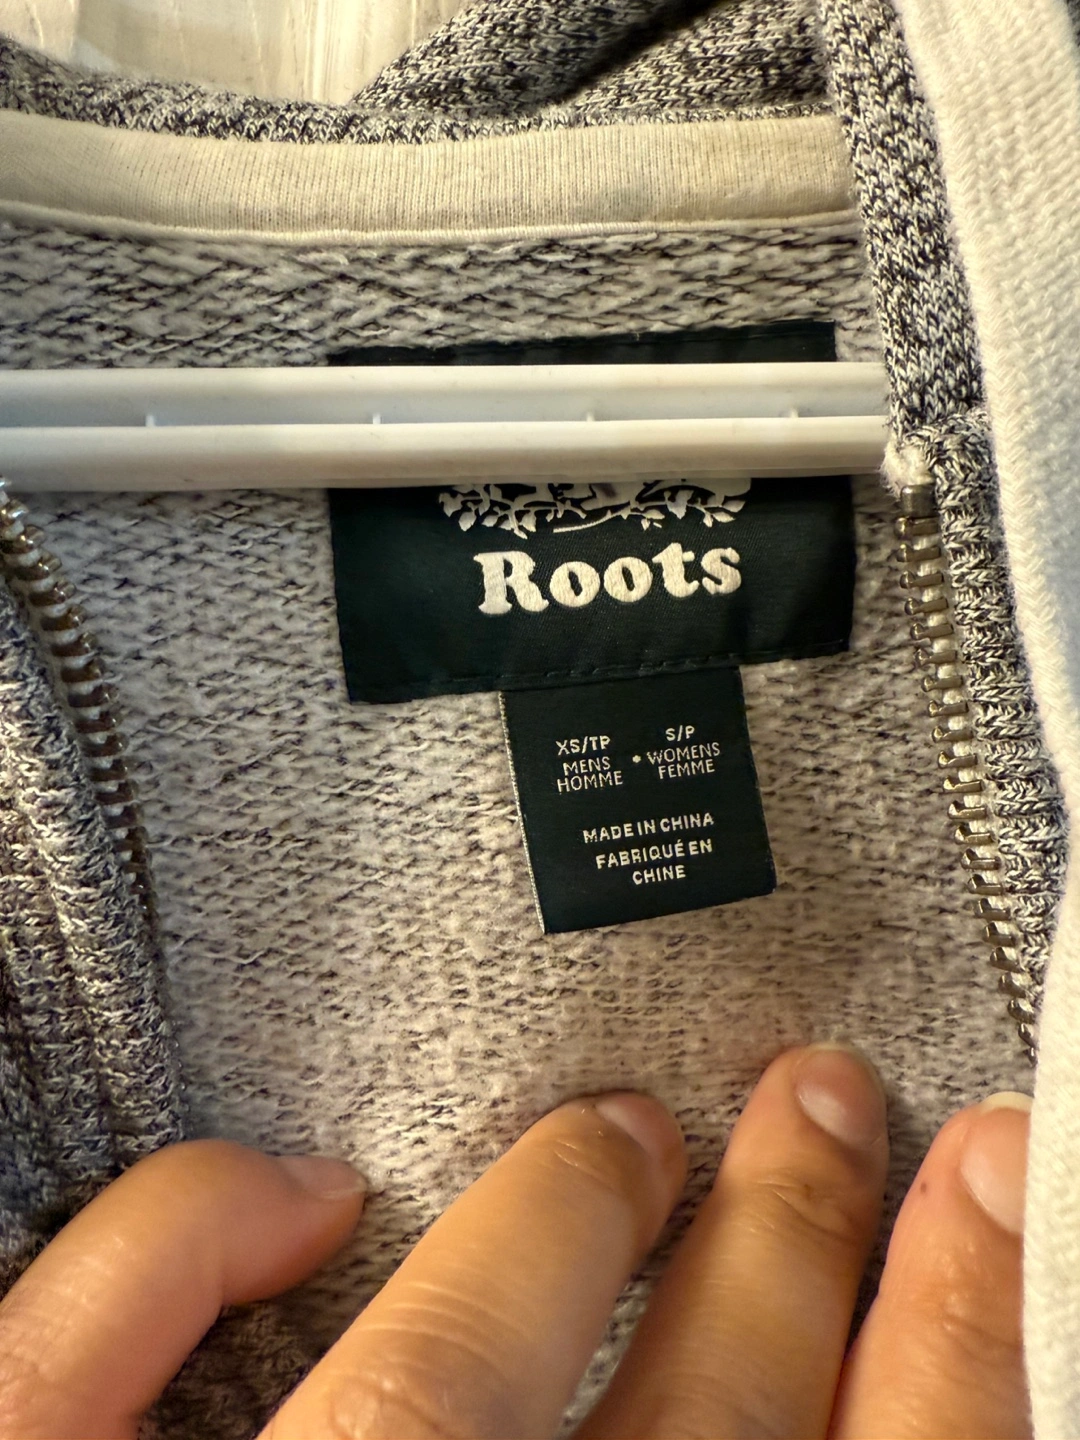 Roots
XS/TP
MENS
HOMME
•
S/P
WOMENS
FEMME
MADE IN CHINA
FABRIQUÉ EN
CHINE